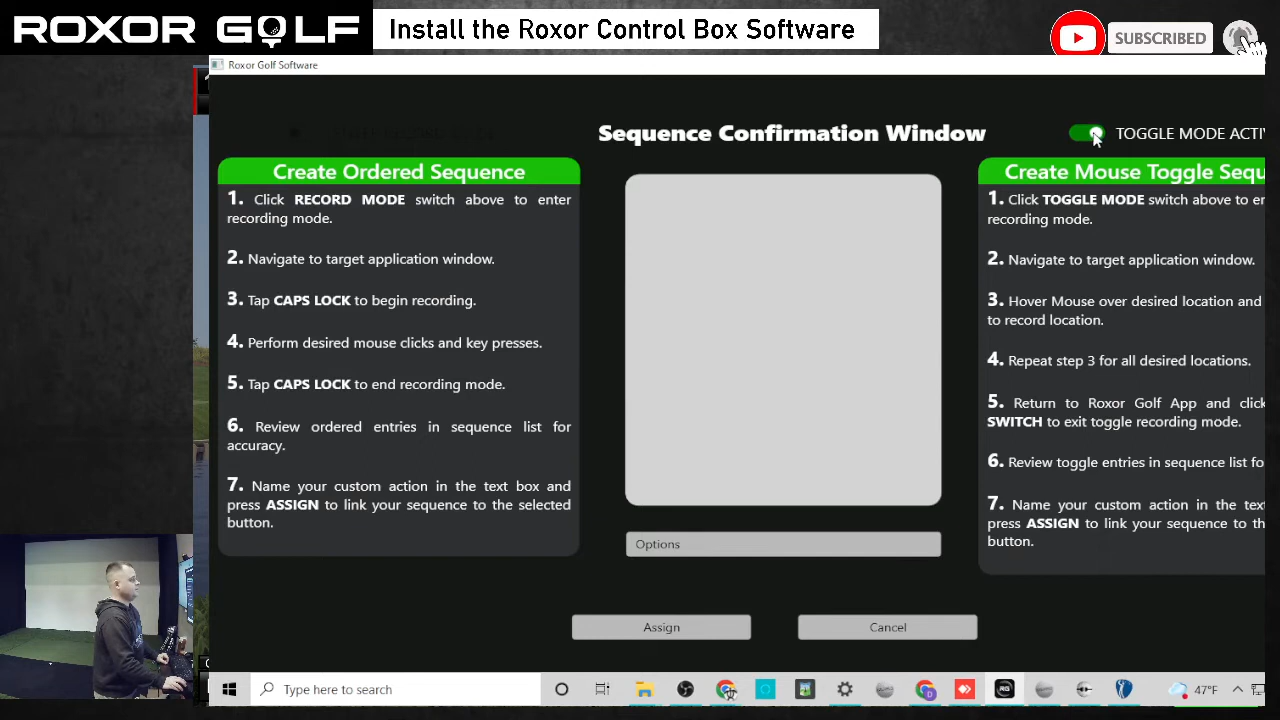 ROXOR GOLF
Install the Roxor Control Box Software
SUBSCRIBED
Roxor Golf Software
Sequence Confirmation Window
TOGGLE MODE ACTIV
Create Ordered Sequence
1. Click RECORD MODE switch above to enter
recording mode.
2. Navigate to target application window.
3. Tap CAPS LOCK to begin recording.
4. Perform desired mouse clicks and key presses.
5. Tap CAPS LOCK to end recording mode.
6. Review ordered entries in sequence list for
accuracy.
7. Name your custom action in the text box and
press ASSIGN to link your sequence to the selected
button.
Options
Assign
Cancel
Create Mouse Toggle Sequ
1. Click TOGGLE MODE switch above to en
recording mode.
2. Navigate to target application window.
3. Hover Mouse over desired location and
to record location.
4. Repeat step 3 for all desired locations.
5. Return to Roxor Golf App and click
SWITCH to exit toggle recording mode.
6. Review toggle entries in sequence list fo
7. Name your custom action in the text
press ASSIGN to link your sequence to th
button.
Type here to search
RG
47°F